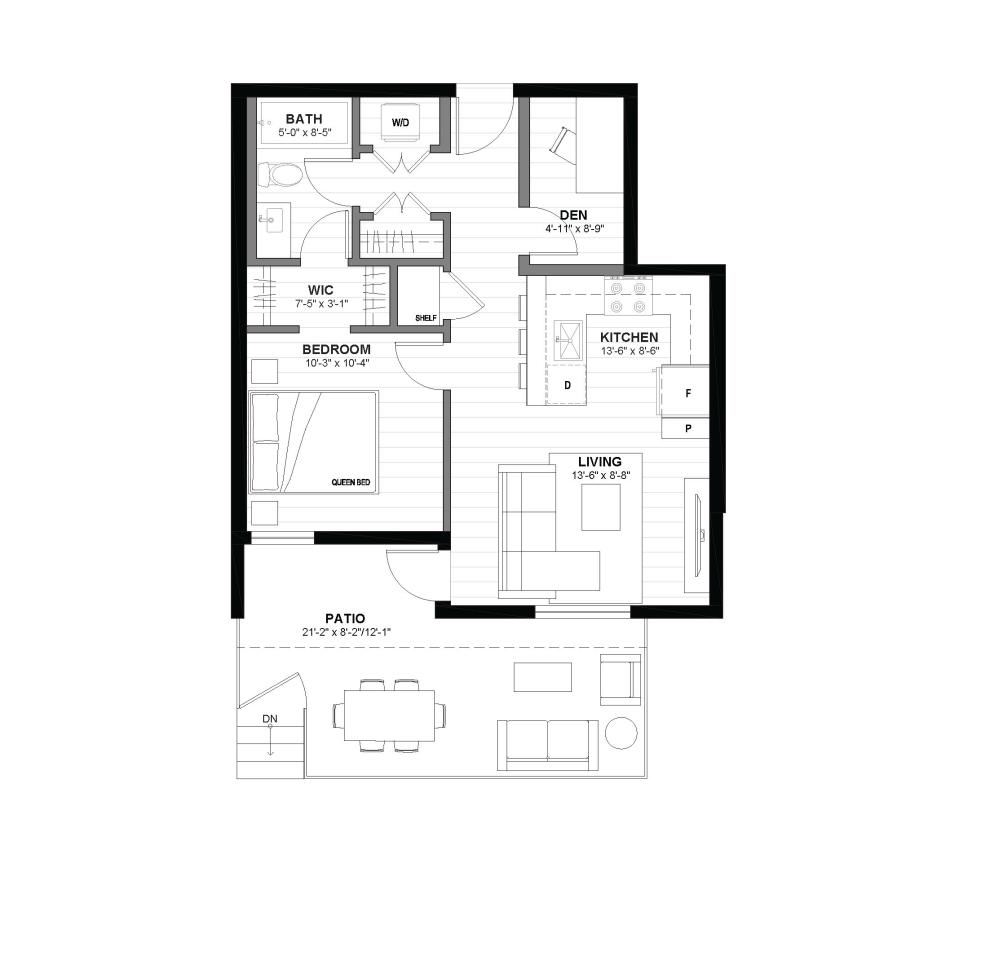 BATH
5'-0" x 8'-5"
W/D
DEN
4'-11" x 8'-9"
WIC
7'-5" x 3'-1"
SHELF
KITCHEN
13'-6" x 8'-6"
BEDROOM
10'-3" x 10'-4"
D
F
P
QUEEN BED
LIVING
13'-6" x 8'-8"
PATIO
21'-2" x 8'-2"/12'-1"
DN